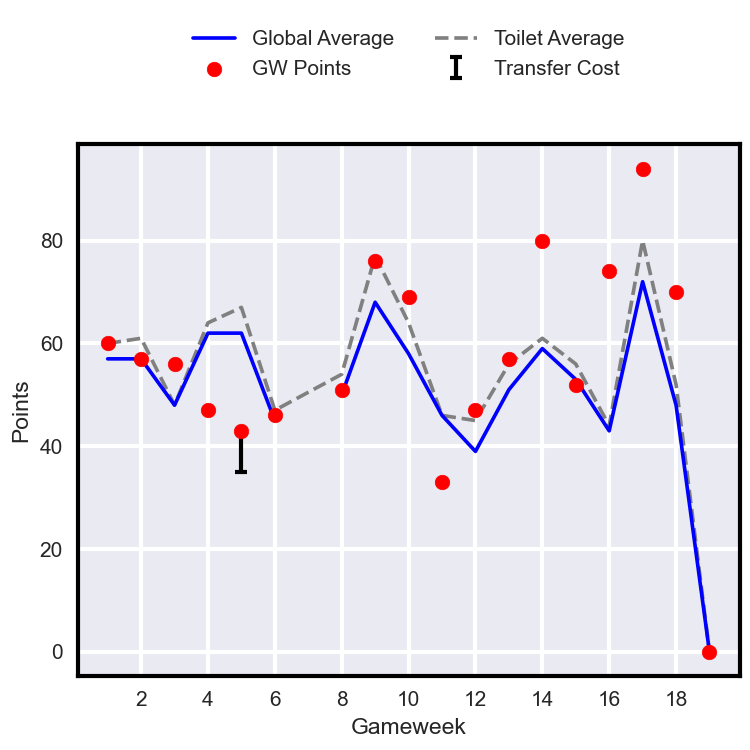 Global Average
Toilet Average
GW Points
Transfer Cost
80
60
40
20
0
Points
2 4 6 8 10 12 14 16 18
Gameweek